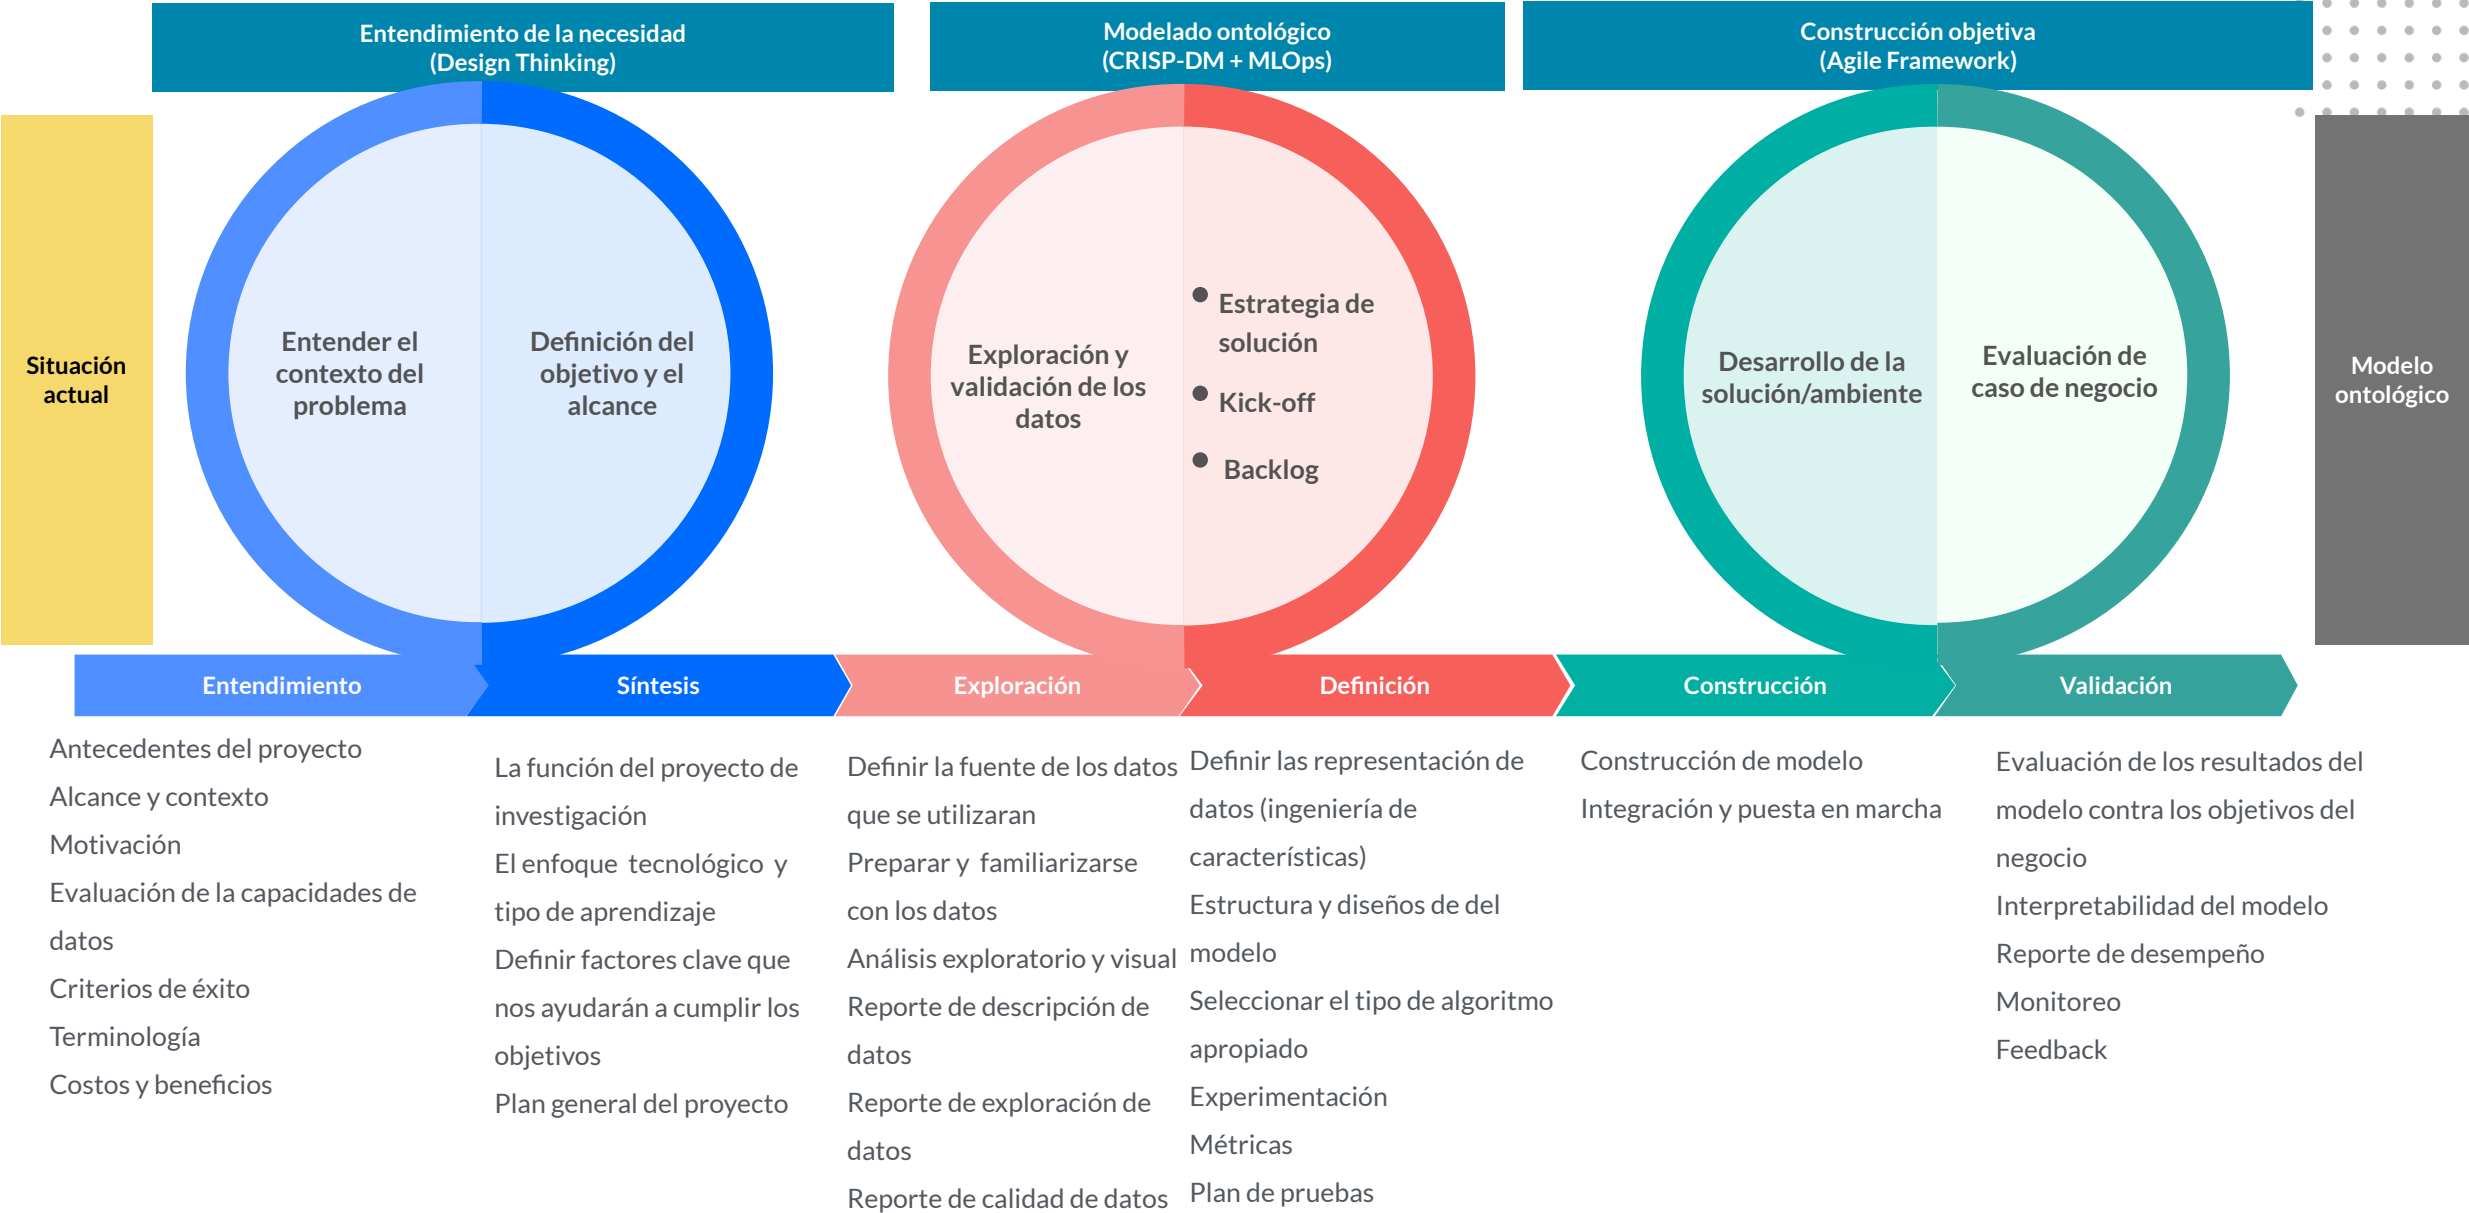 Entendimiento de la necesidad
(Design Thinking)
Modelado ontológico
(CRISP-DM + MLOps)
Construcción objetiva
(Agile Framework)
Situación
actual
Entender el
contexto del
problema
Definición del
objetivo y el
alcance
Exploración y
validación de los
datos
Estrategia de
solución
Kick-off
Backlog
Desarrollo de la
solución/ambiente
Evaluación de
caso de negocio
Modelo
ontológico
Entendimiento
Síntesis
Exploración
Definición
Construcción
Validación
Antecedentes del proyecto
Alcance y contexto
Motivación
Evaluación de la capacidades de
datos
Criterios de éxito
Terminología
Costos y beneficios
La función del proyecto de
investigación
El enfoque tecnológico y
tipo de aprendizaje
Definir factores clave que
nos ayudarán a cumplir los
objetivos
Plan general del proyecto
Definir la fuente de los datos
que se utilizaran
Preparar y familiarizarse
con los datos
Análisis exploratorio y visual
Reporte de descripción de
datos
Reporte de exploración de
datos
Reporte de calidad de datos
Definir las representación de
datos (ingeniería de
características)
Estructura y diseños de del
modelo
Seleccionar el tipo de algoritmo
apropiado
Experimentación
Métricas
Plan de pruebas
Construcción de modelo
Integración y puesta en marcha
Evaluación de los resultados del
modelo contra los objetivos del
negocio
Interpretabilidad del modelo
Reporte de desempeño
Monitoreo
Feedback